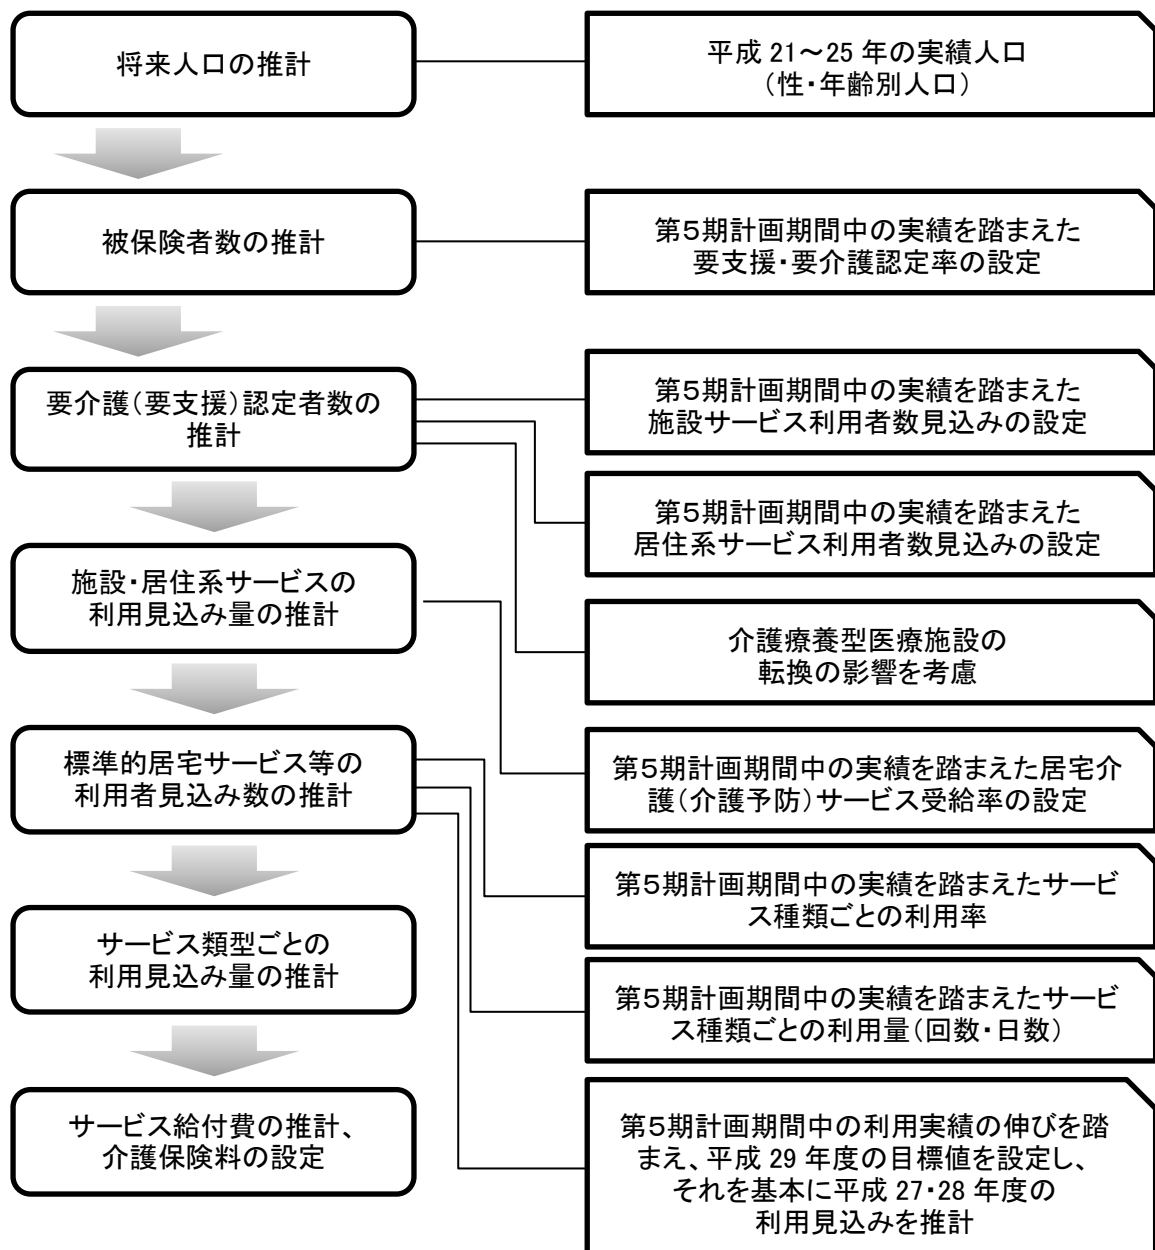 将来人口の推計
平成 21～25 年の実績人口
（性・年齢別人口）
被保険者数の推計
第５期計画期間中の実績を踏まえた
要支援・要介護認定率の設定
要介護（要支援）認定者数の
推計
第５期計画期間中の実績を踏まえた
施設サービス利用者数見込みの設定
第５期計画期間中の実績を踏まえた
居住系サービス利用者数見込みの設定
施設・居住系サービスの
利用見込み量の推計
介護療養型医療施設の
転換の影響を考慮
標準的居宅サービス等の
利用者見込み数の推計
第５期計画期間中の実績を踏まえた居宅介
護（介護予防）サービス受給率の設定
第５期計画期間中の実績を踏まえたサービ
ス種類ごとの利用率
サービス類型ごとの
利用見込み量の推計
第５期計画期間中の実績を踏まえたサービ
ス種類ごとの利用量（回数・日数）
サービス給付費の推計、
介護保険料の設定
第５期計画期間中の利用実績の伸びを踏
まえ、平成 29 年度の目標値を設定し、
それを基本に平成 27・28 年度の
利用見込みを推計